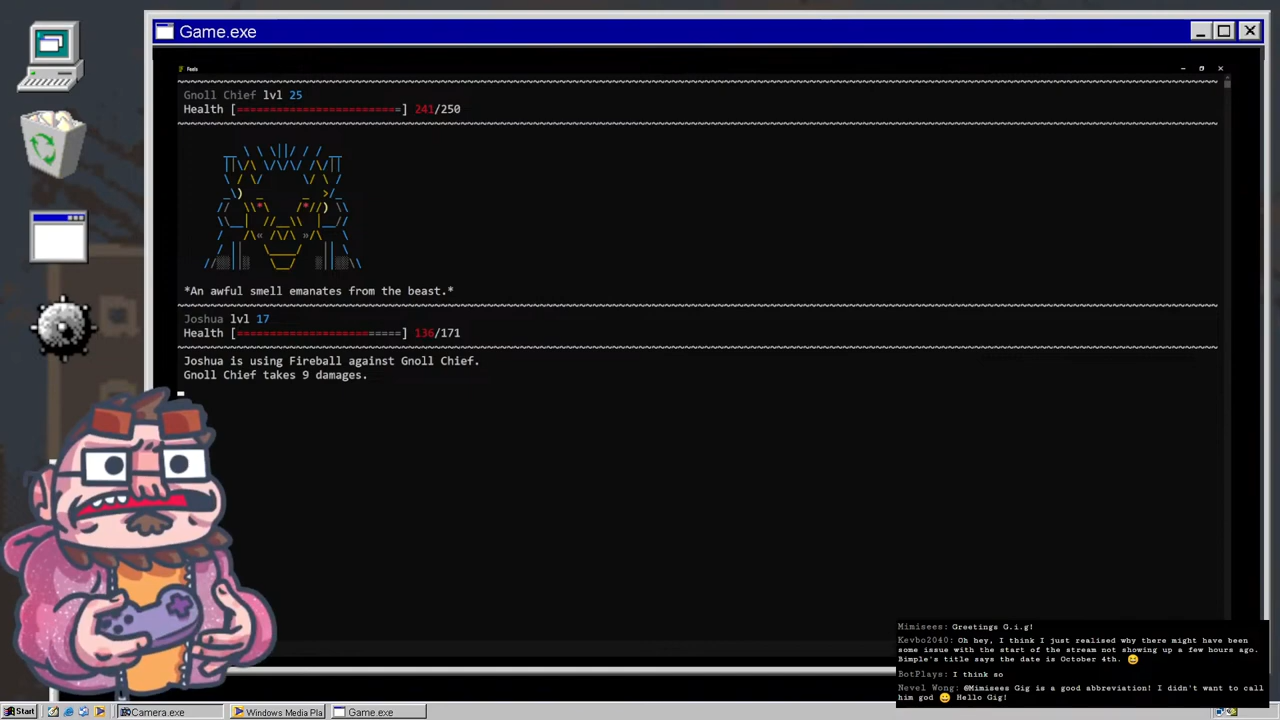 Game.exe
Feels
Gnoll Chief lvl 25
Health [=========================] 241/250
*An awful smell emanates from the beast.*
Joshua lvl 17
Health [=========================] 136/171
Joshua is using Fireball against Gnoll Chief.
Gnoll Chief takes 9 damages.
Mimisees: Greetings G.i.g!
Kevbo2040: Oh hey, I think I just realised why there might have been
some issue with the start of the stream not showing up a few hours ago.
Bimple's title says the date is October 4th. 😄
BotPlays: I think so
Nevel Wong: @Mimisees Gig is a good abbreviation! I didn't want to call
him god 😄 Hello Gig!
Start
Camera.exe
Windows Media Pla
Game.exe